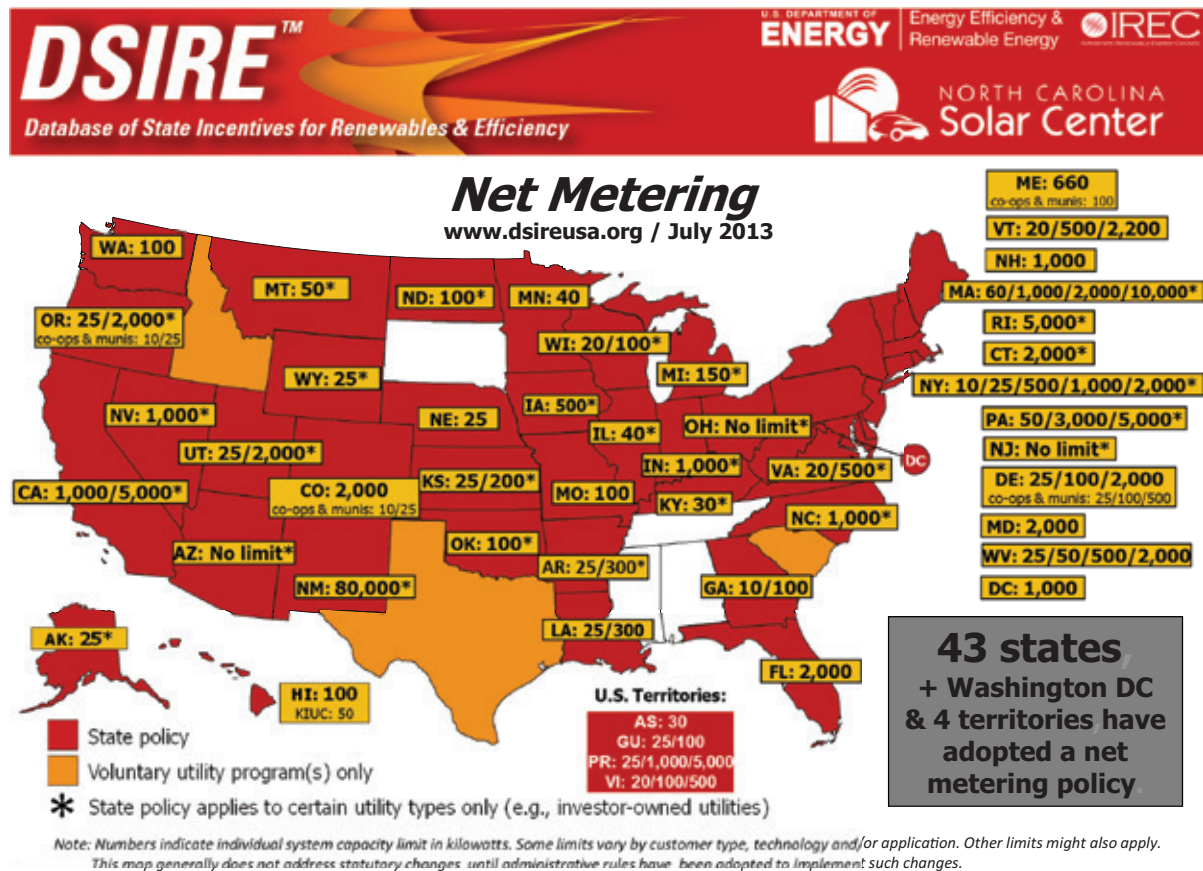 DSIRE™
Database of State Incentives for Renewables & Efficiency
U.S. DEPARTMENT OF
ENERGY
Energy Efficiency &
Renewable Energy
IREC
NORTH CAROLINA
Solar Center
Net Metering
www.dsireusa.org / July 2013
WA: 100
OR: 25/2,000*
co-ops & munis: 10/25
MT: 50*
WY: 25*
NV: 1,000*
UT: 25/2,000*
CA: 1,000/5,000*
CO: 2,000
co-ops & munis: 10/25
AZ: No limit*
NM: 80,000*
ND: 100*
NE: 25
KS: 25/200*
OK: 100*
MN: 40
WI: 20/100*
MI: 150*
IA: 500*
IL: 40*
OH: No limit*
IN: 1,000*
MO: 100
KY: 30*
VA: 20/500*
DC
NC: 1,000*
AR: 25/300*
GA: 10/100
LA: 25/300
FL: 2,000
AK: 25*
HI: 100
KIUC: 50
ME: 660
co-ops & munis: 100
VT: 20/500/2,200
NH: 1,000
MA: 60/1,000/2,000/10,000*
RI: 5,000*
CT: 2,000*
NY: 10/25/500/1,000/2,000*
PA: 50/3,000/5,000*
NJ: No limit*
DE: 25/100/2,000
co-ops & munis: 25/100/500
MD: 2,000
WV: 25/50/500/2,000
DC: 1,000
U.S. Territories:
AS: 30
GU: 25/100
PR: 25/1,000/5,000
VI: 20/100/500
43 states,
+ Washington DC
& 4 territories, have
adopted a net
metering policy.
State policy
Voluntary utility program(s) only
* State policy applies to certain utility types only (e.g., investor-owned utilities)
Note: Numbers indicate individual system capacity limit in kilowatts. Some limits vary by customer type, technology and/or application. Other limits might also apply.
This map generally does not address statutory changes until administrative rules have been adopted to implement such changes.